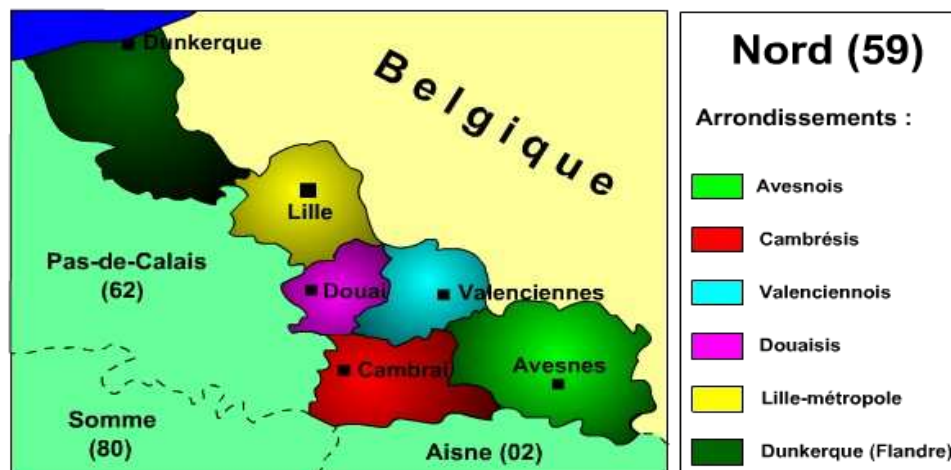 Dunkerque
Belgique
Lille
Pas-de-Calais
(62)
Douai
Valenciennes
Cambrai
Avesnes
Somme
(80)
Aisne (02)
Nord (59)
Arrondissements :
Avesnois
Cambrésis
Valenciennois
Douaisis
Lille-métropole
Dunkerque (Flandre)